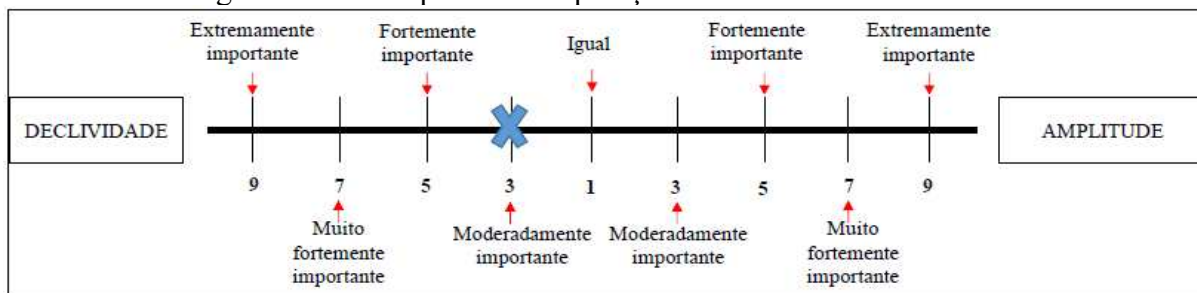 Extremamente
importante
Fortemente
importante
Igual
Fortemente
importante
Extremamente
importante
DECLIVIDADE
AMPLITUDE
9 7 5 3 1 3 5 7 9
Muito
fortemente
importante
Moderadamente
importante
Moderadamente
importante
Muito
fortemente
importante